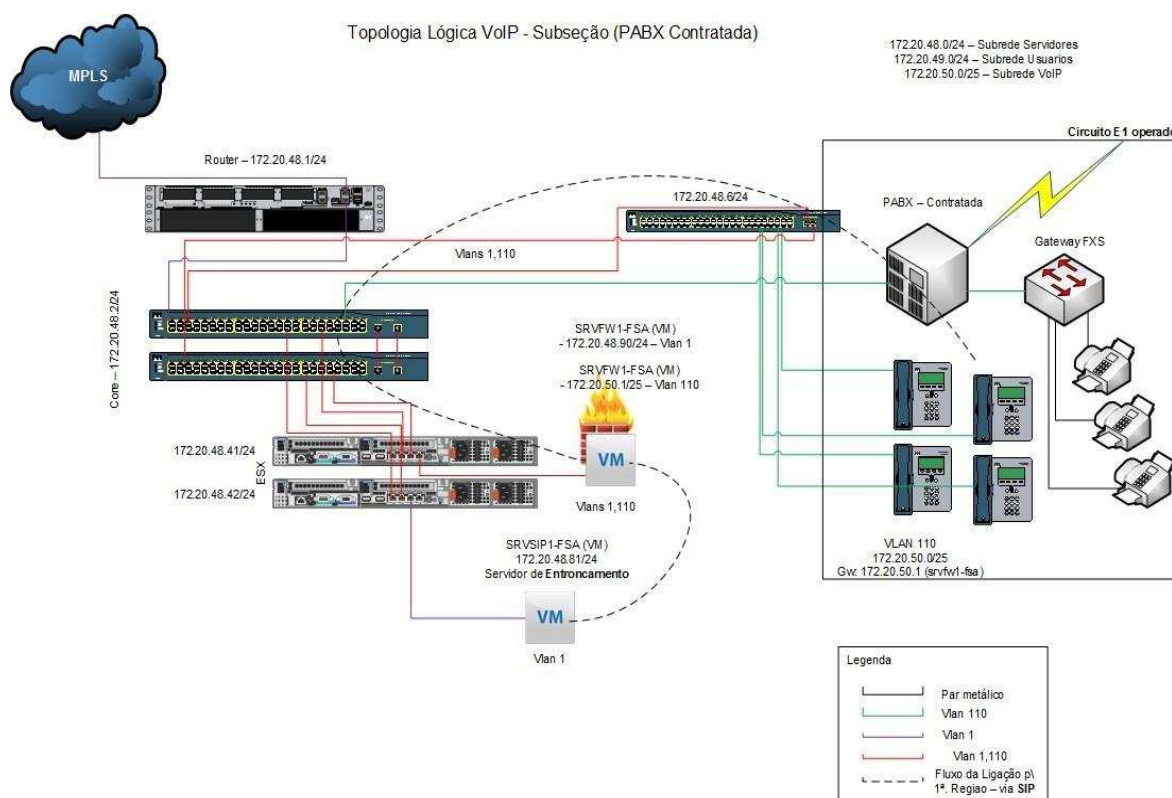 Topologia Lógica VoIP - Subseção (PABX Contratada)
172.20.48.0/24 – Subrede Servidores
172.20.49.0/24 – Subrede Usuarios
172.20.50.0/25 – Subrede VoIP
MPLS
Circuito E1 operado
Router – 172.20.48.1/24
172.20.48.6/24
PABX – Contratada
Gateway FXS
Vlans 1,110
Core – 172.20.48.2/24
SRVFW1-FSA (VM)
- 172.20.48.90/24 – Vlan 1
SRVFW1-FSA (VM)
- 172.20.50.1/25 – Vlan 110
172.20.48.41/24
ESX
172.20.48.42/24
VM
Vlans 1,110
SRVSIP1-FSA (VM)
172.20.48.81/24
Servidor de Entroncamento
VM
Vlan 1
VLAN 110
172.20.50.0/25
Gw: 172.20.50.1 (srvfw1-fsa)
Legenda
Par metálico
Vlan 110
Vlan 1
Vlan 1,110
Fluxo da Ligação p\
1ª. Regiao – via SIP